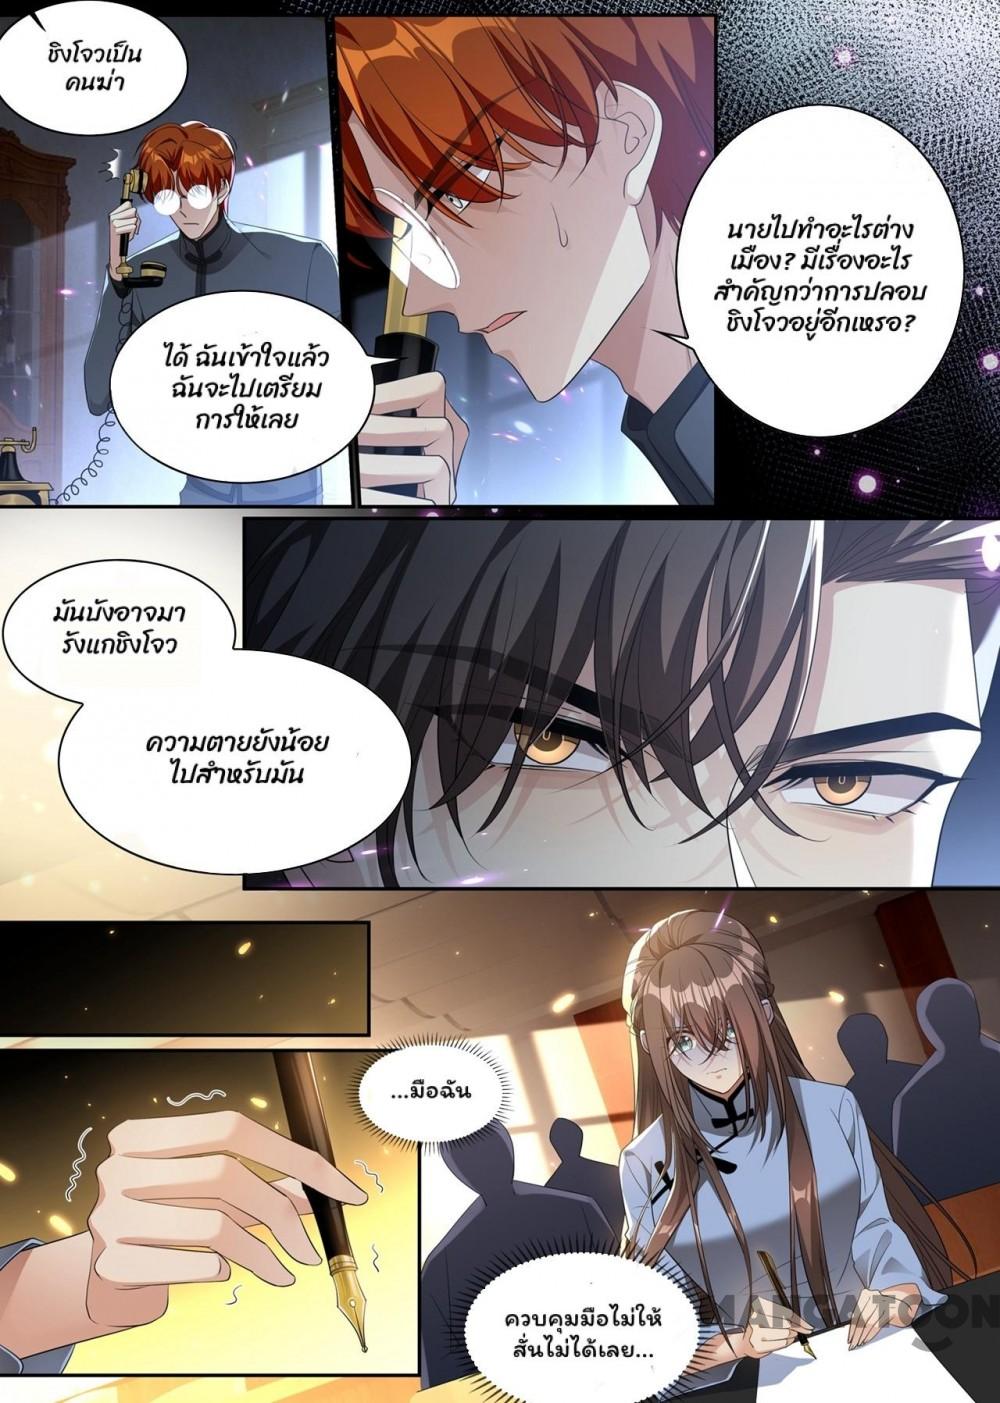 ชิงโจวเป็น
คนฆ่า
นายไปทำอะไรต่าง
เมือง? มีเรื่องอะไร
สำคัญกว่าการปลอบ
ชิงโจวอยู่อีกเหรอ?
ได้ ฉันเข้าใจแล้ว
ฉันจะไปเตรียม
การให้เลย
มันบังอาจมา
รังแกชิงโจว
ความตายยังน้อย
ไปสำหรับมัน
...มือฉัน
ควบคุมมือไม่ให้
สั่นไม่ได้เลย...
MANGATOON